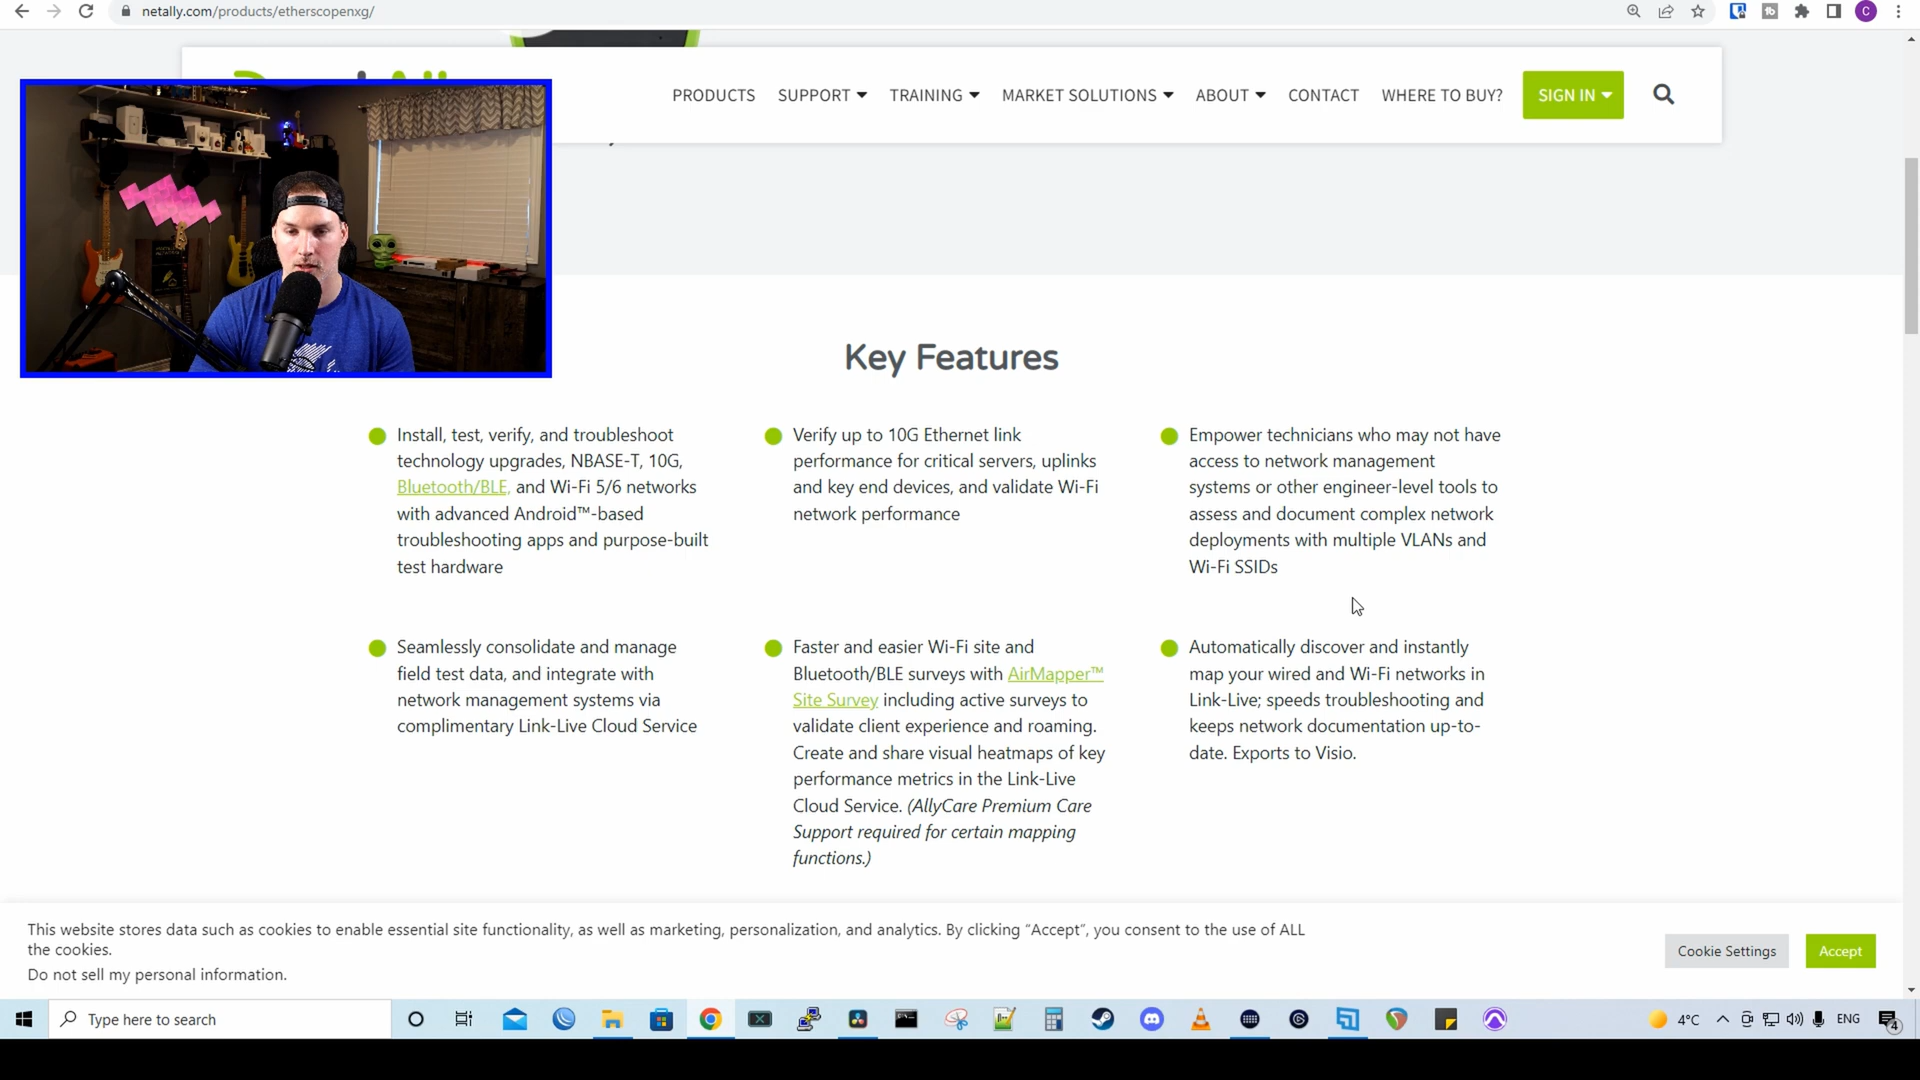 netally.com/products/etherscopenxg/
C
PRODUCTS SUPPORT TRAINING MARKET SOLUTIONS ABOUT CONTACT WHERE TO BUY? SIGN IN
Key Features
Install, test, verify, and troubleshoot
technology upgrades, NBASE-T, 10G,
Bluetooth/BLE, and Wi-Fi 5/6 networks
with advanced Android™-based
troubleshooting apps and purpose-built
test hardware
Verify up to 10G Ethernet link
performance for critical servers, uplinks
and key end devices, and validate Wi-Fi
network performance
Empower technicians who may not have
access to network management
systems or other engineer-level tools to
assess and document complex network
deployments with multiple VLANs and
Wi-Fi SSIDs
Seamlessly consolidate and manage
field test data, and integrate with
network management systems via
complimentary Link-Live Cloud Service
Faster and easier Wi-Fi site and
Bluetooth/BLE surveys with AirMapper™
Site Survey including active surveys to
validate client experience and roaming.
Create and share visual heatmaps of key
performance metrics in the Link-Live
Cloud Service. (AllyCare Premium Care
Support required for certain mapping
functions.)
Automatically discover and instantly
map your wired and Wi-Fi networks in
Link-Live; speeds troubleshooting and
keeps network documentation up-to-
date. Exports to Visio.
This website stores data such as cookies to enable essential site functionality, as well as marketing, personalization, and analytics. By clicking “Accept”, you consent to the use of ALL
the cookies.
Do not sell my personal information.
Cookie Settings
Accept
Type here to search
4°C
ENG
4